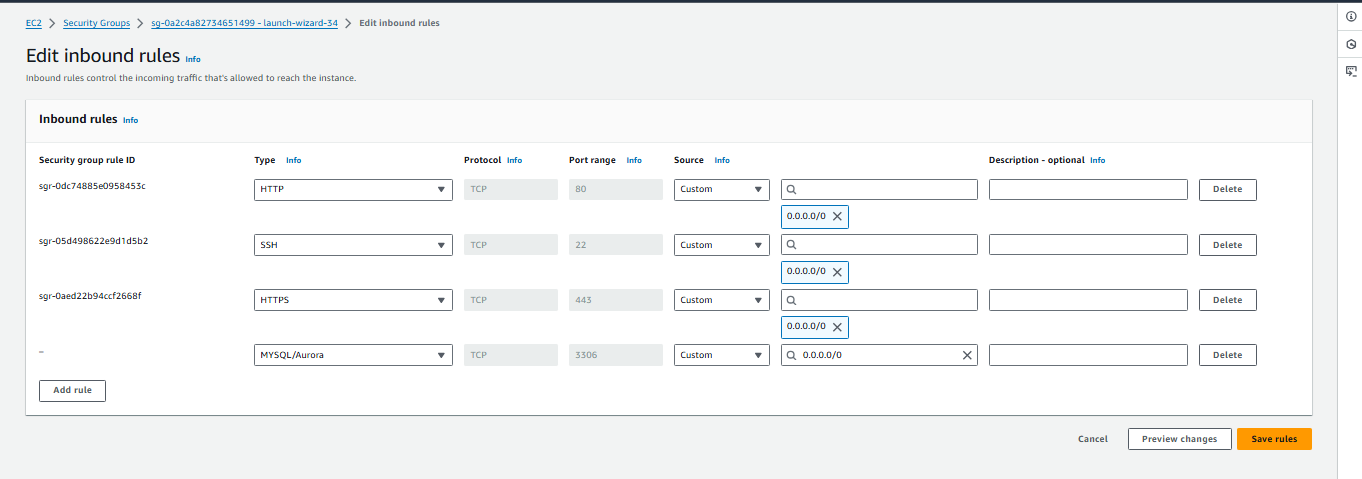 EC2 > Security Groups > sg-0a2c4a82734651499 - launch-wizard-34 > Edit inbound rules
Edit inbound rules Info
Inbound rules control the incoming traffic that's allowed to reach the instance.
Inbound rules Info
Security group rule ID Type Info Protocol Info Port range Info Source Info Description - optional Info
sgr-0dc74885e0958453c HTTP TCP 80 Custom Delete
0.0.0.0/0
sgr-05d498622e9d1d5b2 SSH TCP 22 Custom Delete
0.0.0.0/0
sgr-0aed22b94ccf2668f HTTPS TCP 443 Custom Delete
0.0.0.0/0
– MYSQL/Aurora TCP 3306 Custom 0.0.0.0/0 Delete
Add rule
Cancel Preview changes Save rules